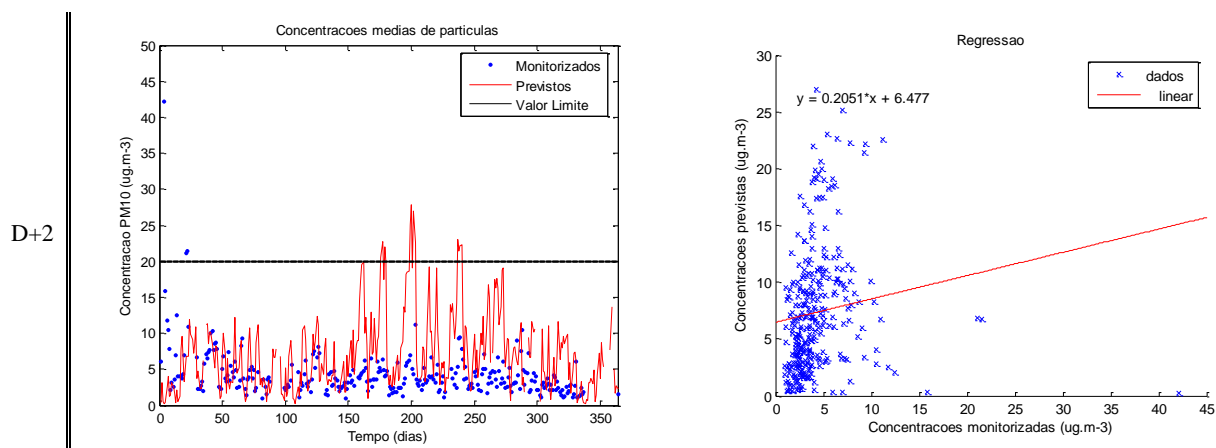 D+2
Concentracoes medias de particulas
Concentracao PM10 (ug.m-3)
50
45
40
35
30
25
20
15
10
5
0
Monitorizados
Previstos
Valor Limite
0 50 100 150 200 250 300 350
Tempo (dias)
Regressao
Concentracoes previstas (ug.m-3)
30
25
20
15
10
5
0
y = 0.2051*x + 6.477
dados
linear
0 5 10 15 20 25 30 35 40 45
Concentracoes monitorizadas (ug.m-3)